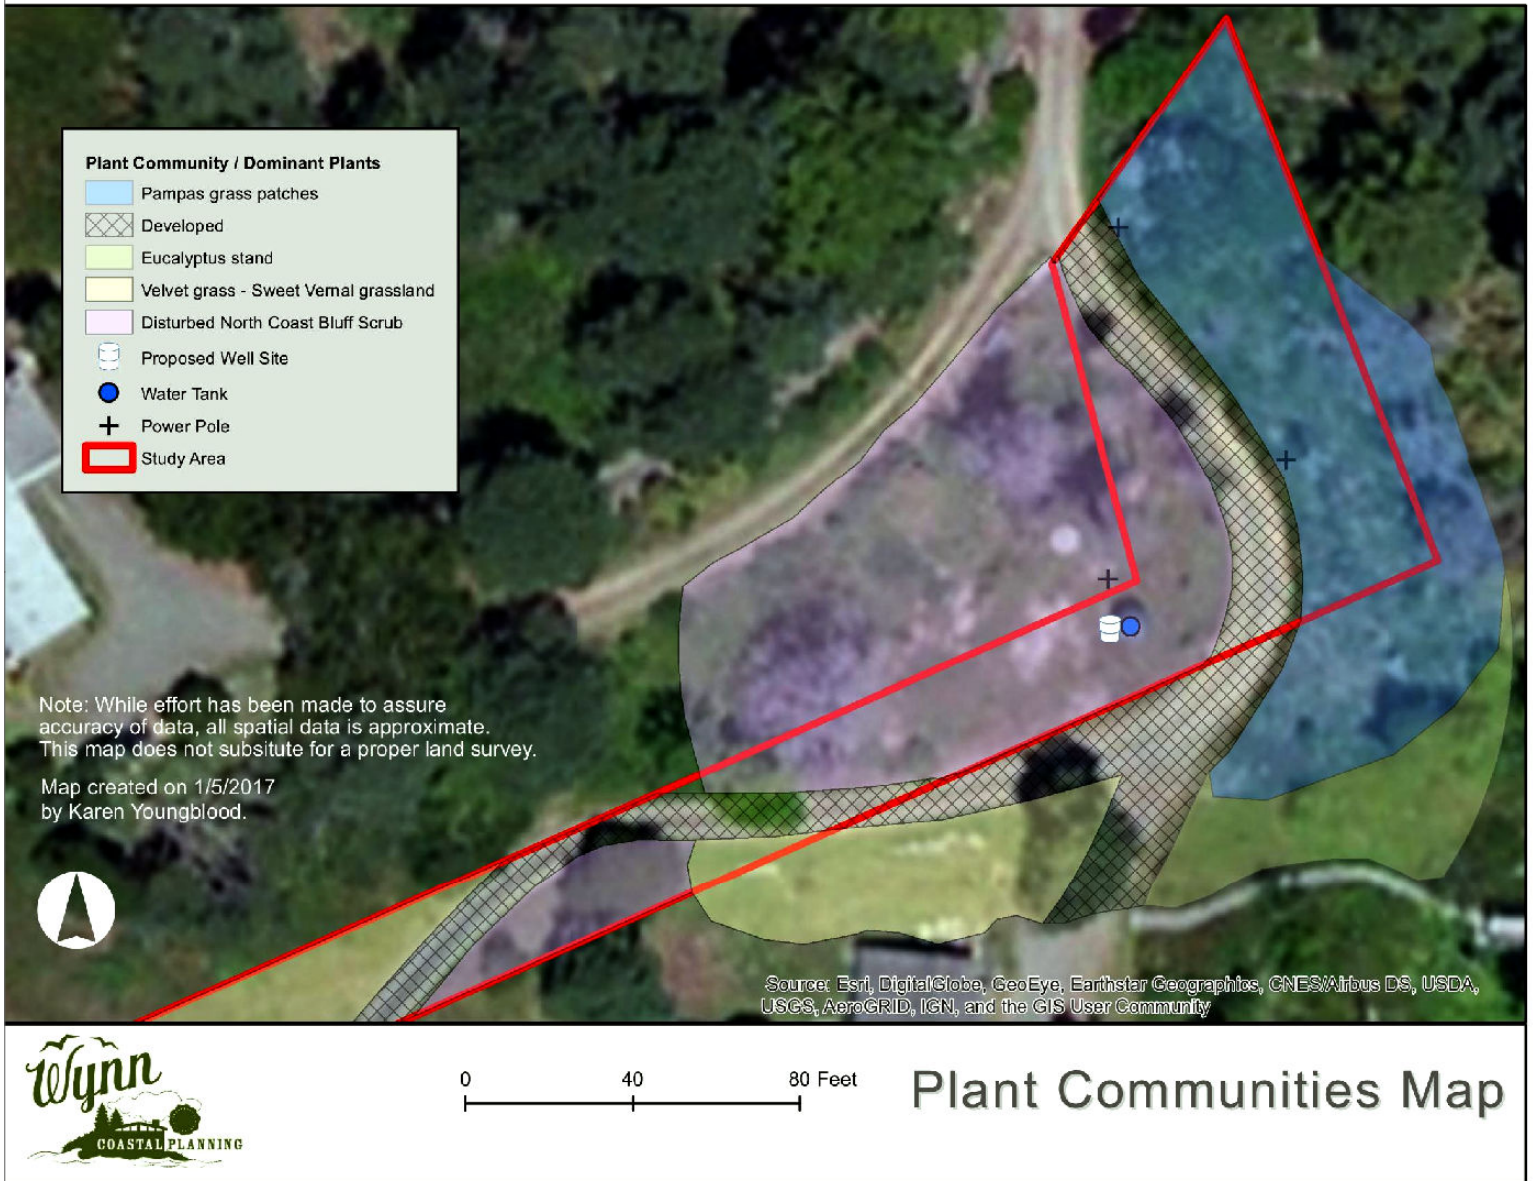 Plant Community / Dominant Plants
Pampas grass patches
Developed
Eucalyptus stand
Velvet grass - Sweet Vernal grassland
Disturbed North Coast Bluff Scrub
Proposed Well Site
Water Tank
Power Pole
Study Area
Note: While effort has been made to assure
accuracy of data, all spatial data is approximate.
This map does not subsitute for a proper land survey.
Map created on 1/5/2017
by Karen Youngblood.
Source: Esri, DigitalGlobe, GeoEye, Earthstar Geographics, CNES/Airbus DS, USDA,
USGS, AeroGRID, IGN, and the GIS User Community
Wynn
COASTAL PLANNING
0 40 80 Feet
Plant Communities Map